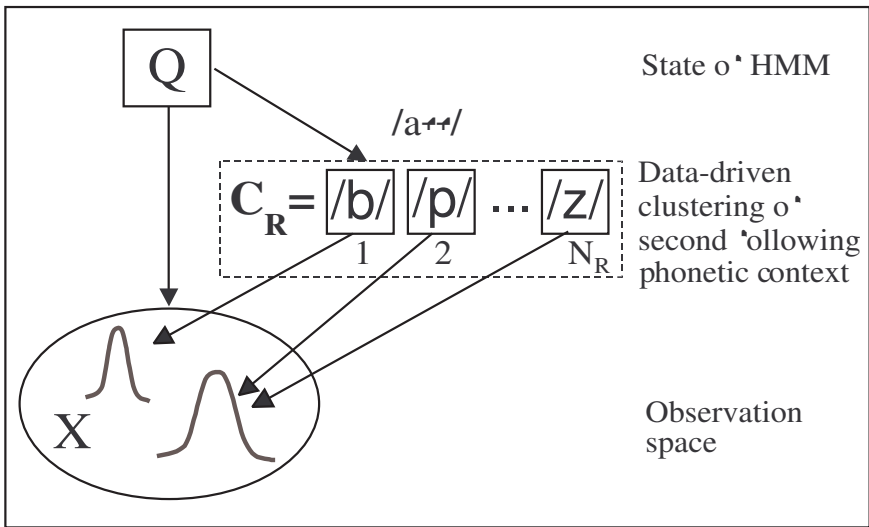 Q
State o‛ HMM
C_R= /b/ /p/ ... /z/
1 2 N_R
Data-driven
clustering o‛
second ‛ollowing
phonetic context
X
Observation
space